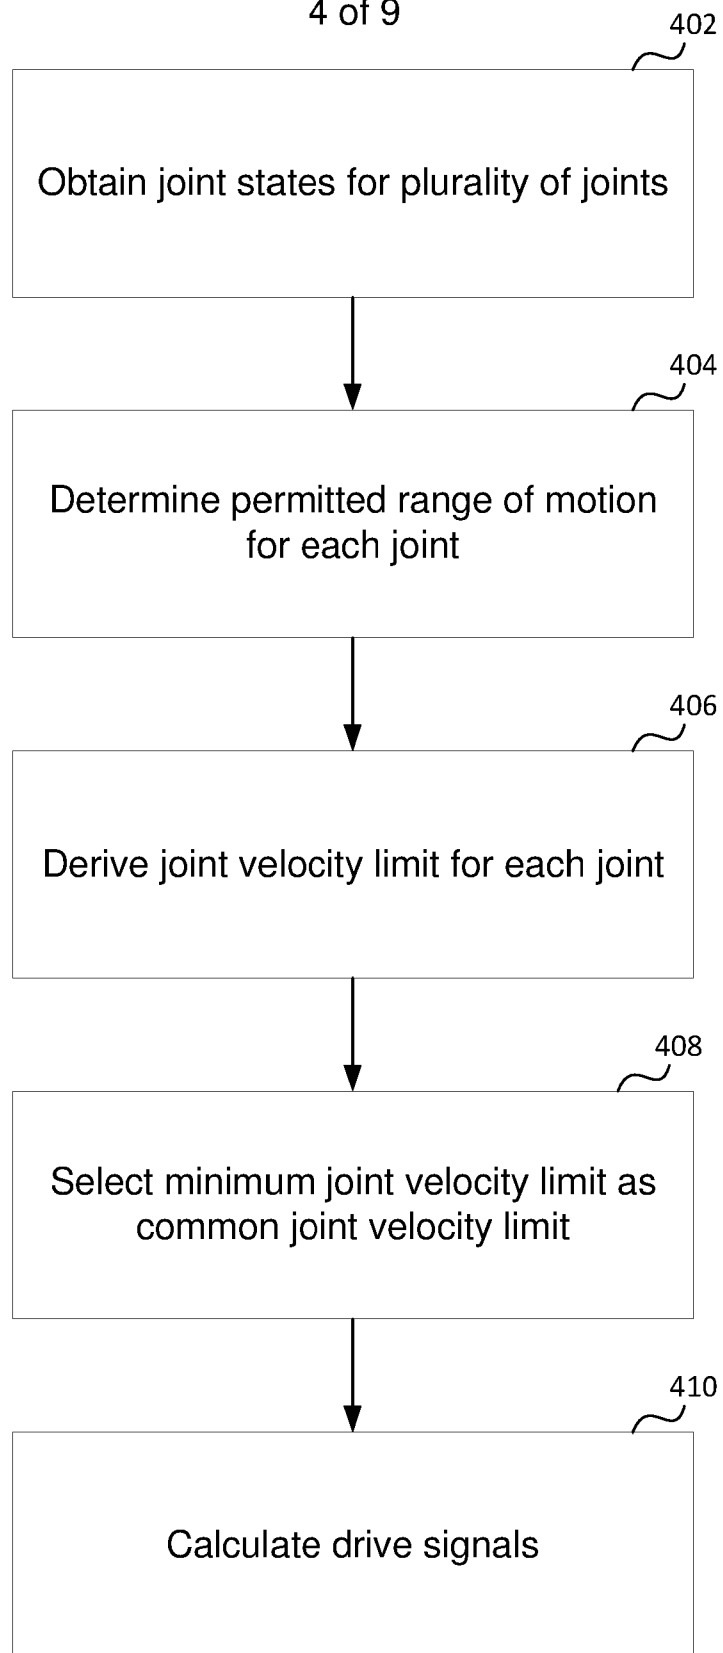 4 of 9
402
Obtain joint states for plurality of joints
404
Determine permitted range of motion
for each joint
406
Derive joint velocity limit for each joint
408
Select minimum joint velocity limit as
common joint velocity limit
410
Calculate drive signals